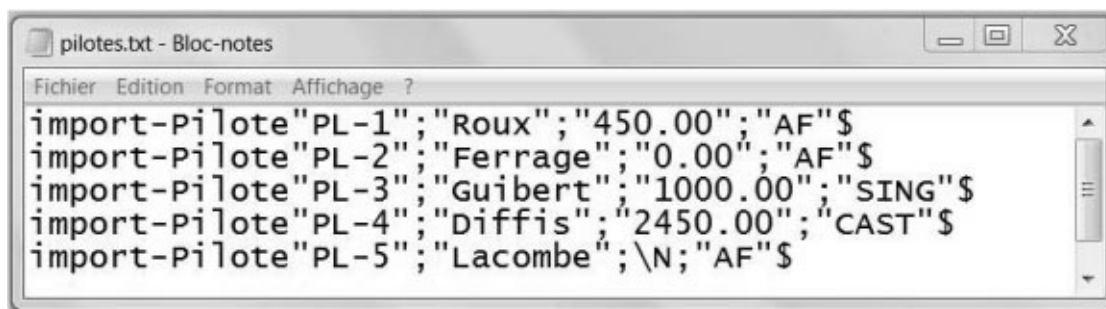 pilotes.txt - Bloc-notes
Fichier Edition Format Affichage ?
import-Pilote"PL-1";"Roux";"450.00";"AF"$
import-Pilote"PL-2";"Ferrage";"0.00";"AF"$
import-Pilote"PL-3";"Guibert";"1000.00";"SING"$
import-Pilote"PL-4";"Diffis";"2450.00";"CAST"$
import-Pilote"PL-5";"Lacombe";\N;"AF"$